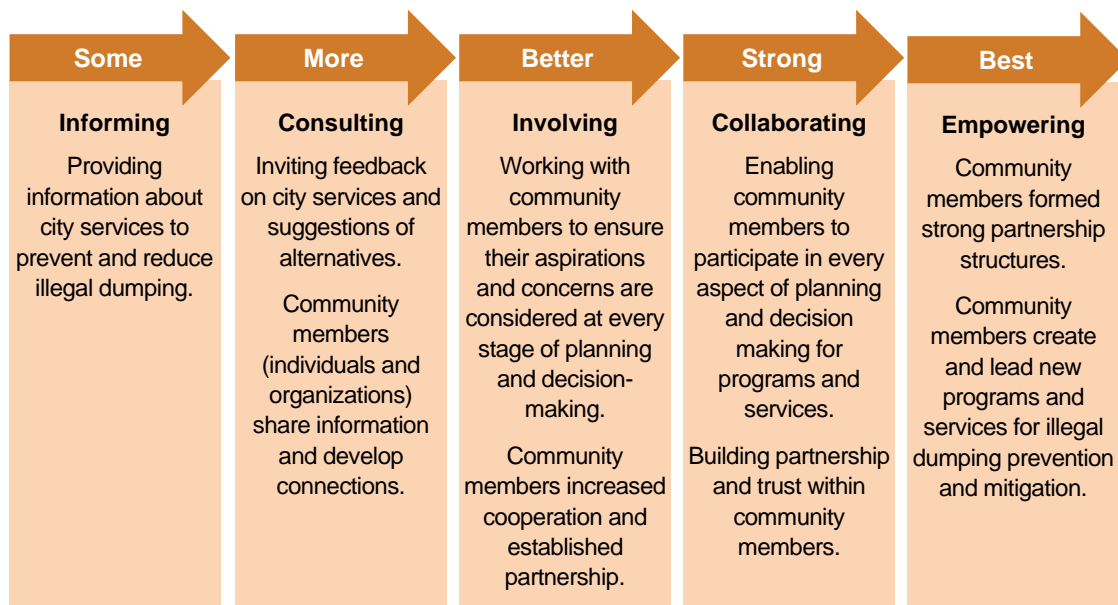 Some
Informing
Providing
information about
city services to
prevent and reduce
illegal dumping.
More
Consulting
Inviting feedback
on city services and
suggestions of
alternatives.
Community
members
(individuals and
organizations)
share information
and develop
connections.
Better
Involving
Working with
community
members to ensure
their aspirations
and concerns are
considered at every
stage of planning
and decision-
making.
Community
members increased
cooperation and
established
partnership.
Strong
Collaborating
Enabling
community
members to
participate in every
aspect of planning
and decision
making for
programs and
services.
Building partnership
and trust within
community
members.
Best
Empowering
Community
members formed
strong partnership
structures.
Community
members create
and lead new
programs and
services for illegal
dumping prevention
and mitigation.